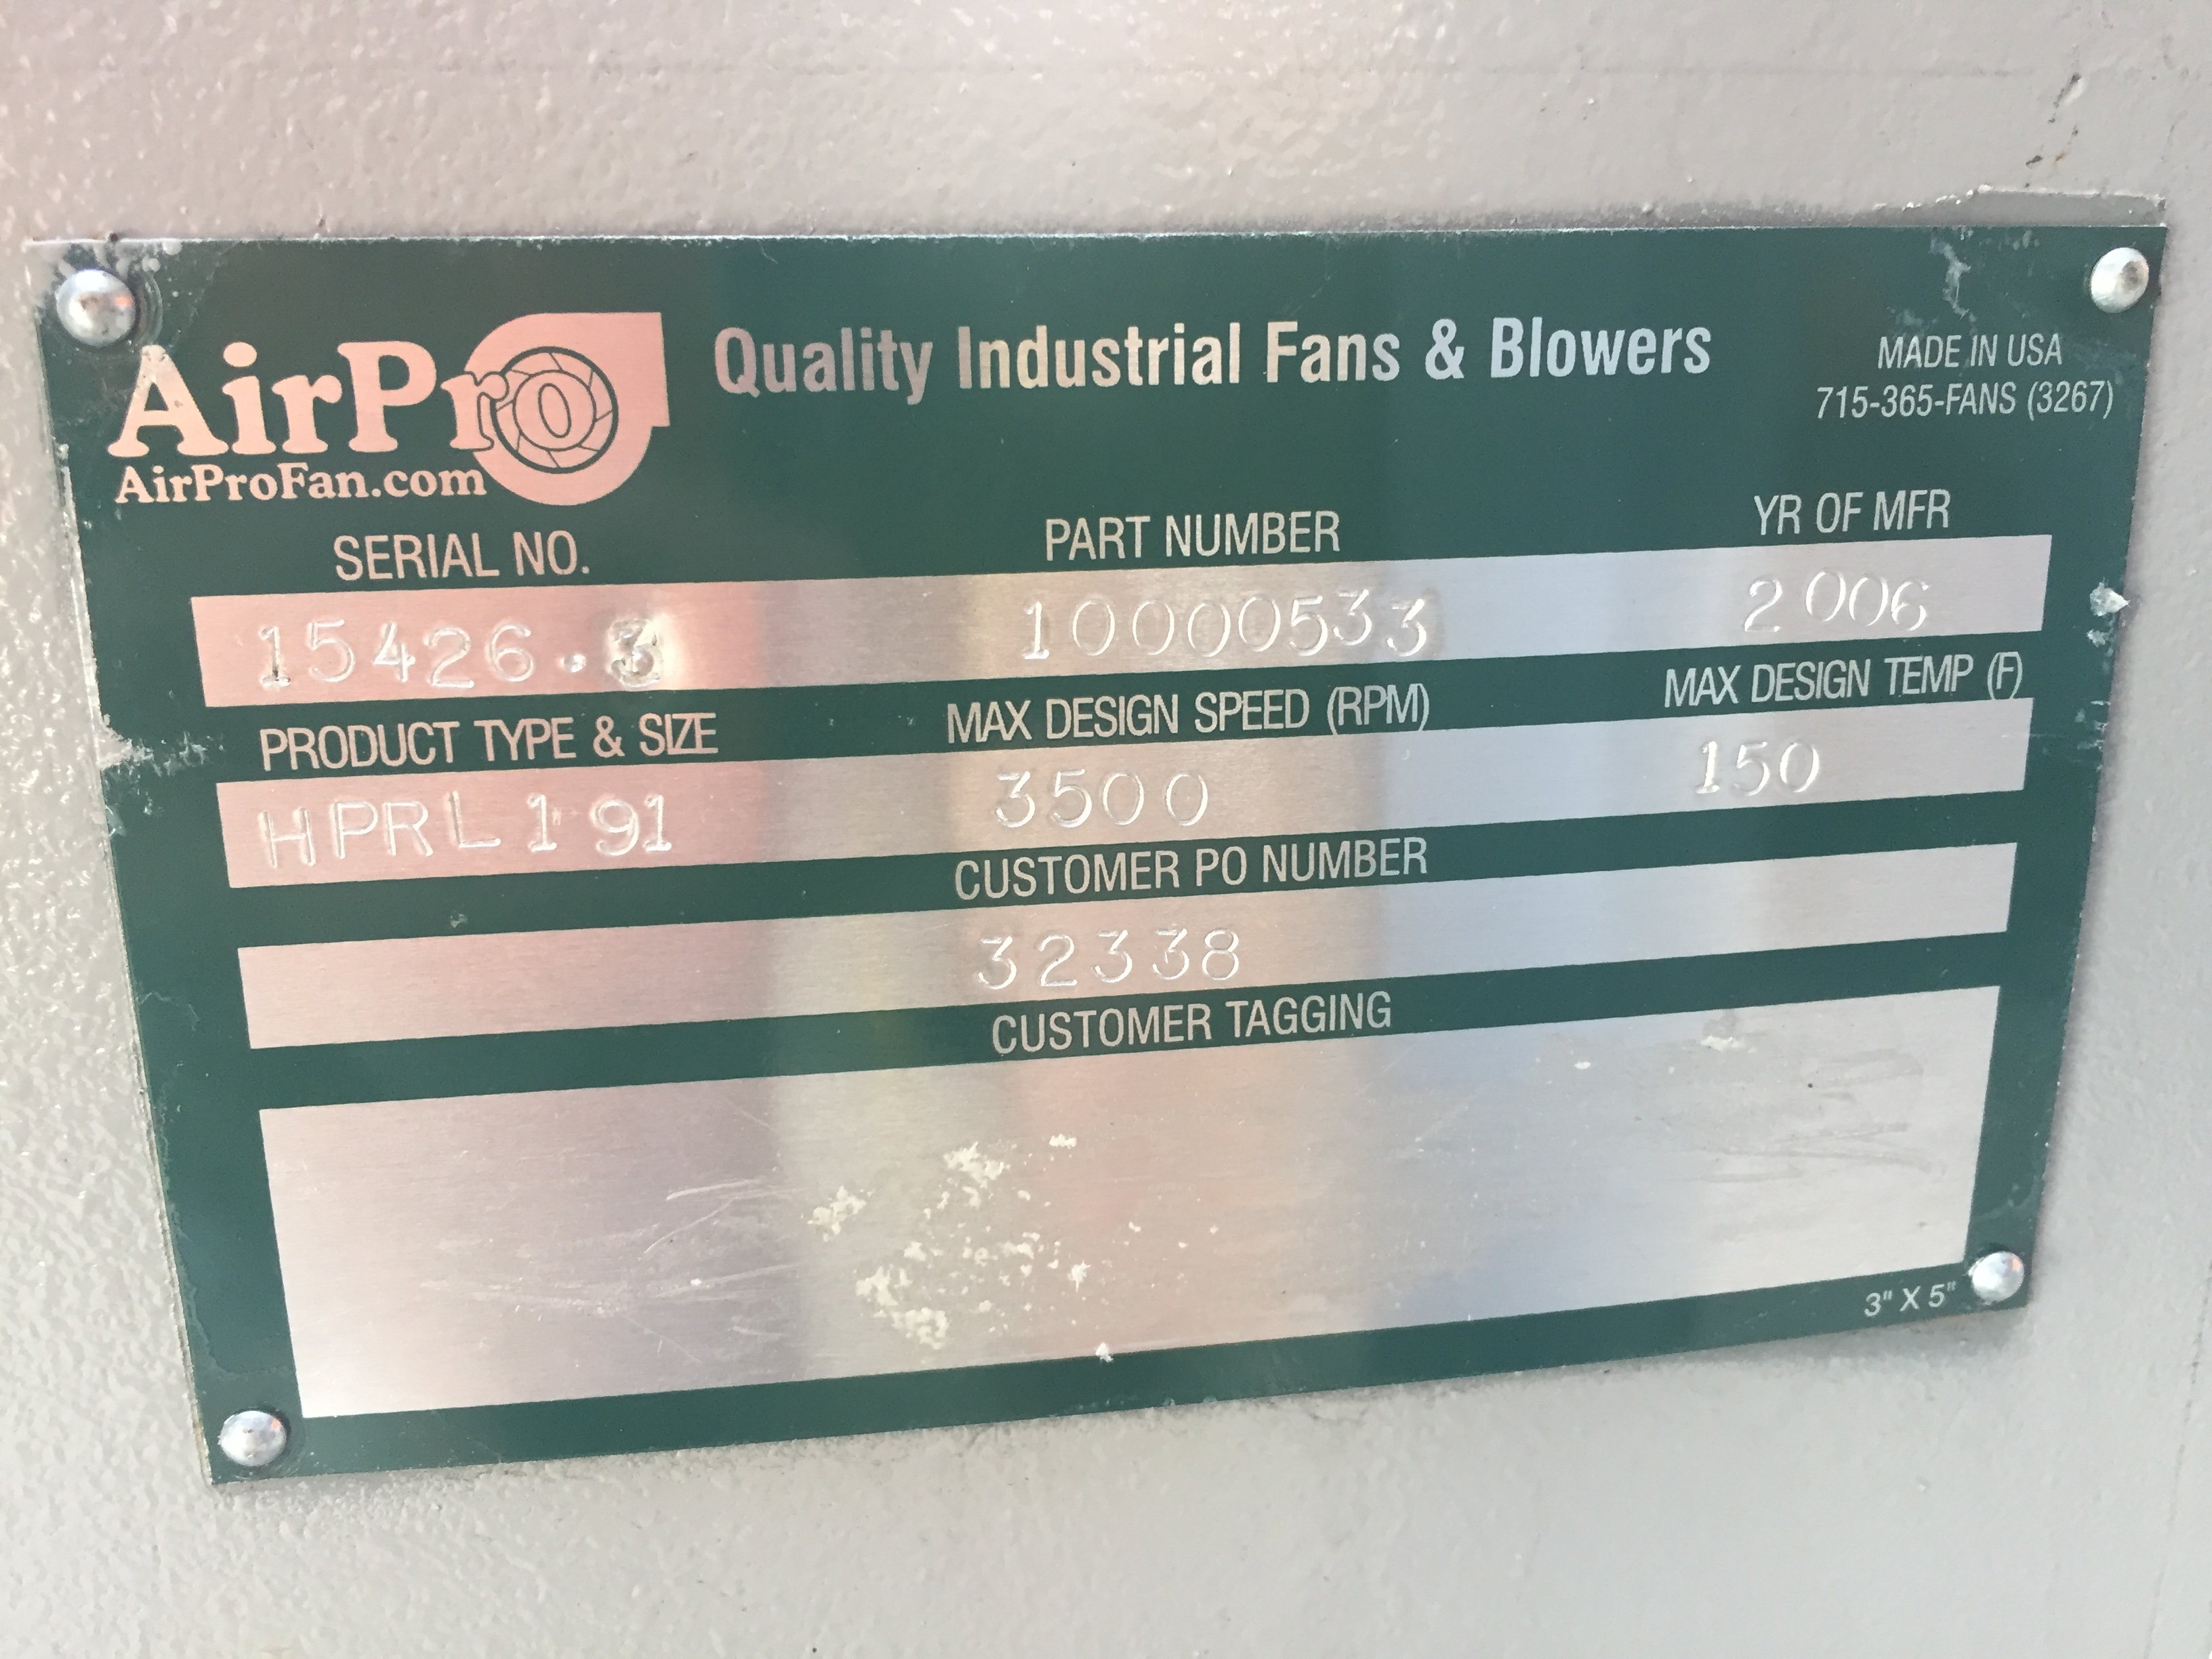 AirPro
AirProFan.com
Quality Industrial Fans & Blowers
MADE IN USA
715-365-FANS (3267)
SERIAL NO. PART NUMBER YR OF MFR
15426.3 10000533 2006
PRODUCT TYPE & SIZE MAX DESIGN SPEED (RPM) MAX DESIGN TEMP (F)
HPRL 191 3500 150
CUSTOMER PO NUMBER
32338
CUSTOMER TAGGING
3" X 5"